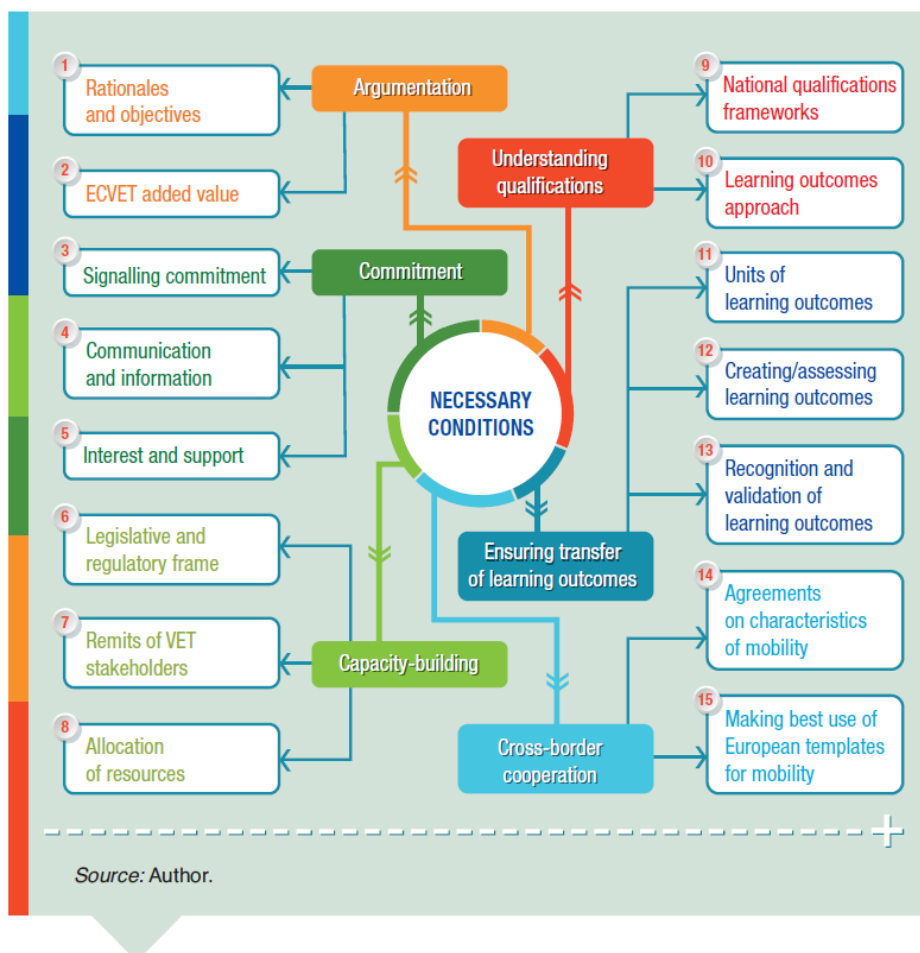 1
Rationales
and objectives
2
ECVET added value
3
Signalling commitment
4
Communication
and information
5
Interest and support
6
Legislative and
regulatory frame
7
Remits of VET
stakeholders
8
Allocation
of resources
Argumentation
Commitment
Capacity-building
NECESSARY
CONDITIONS
Understanding
qualifications
Ensuring transfer
of learning outcomes
Cross-border
cooperation
9
National qualifications
frameworks
10
Learning outcomes
approach
11
Units of
learning outcomes
12
Creating/assessing
learning outcomes
13
Recognition and
validation of
learning outcomes
14
Agreements
on characteristics
of mobility
15
Making best use of
European templates
for mobility
Source: Author.